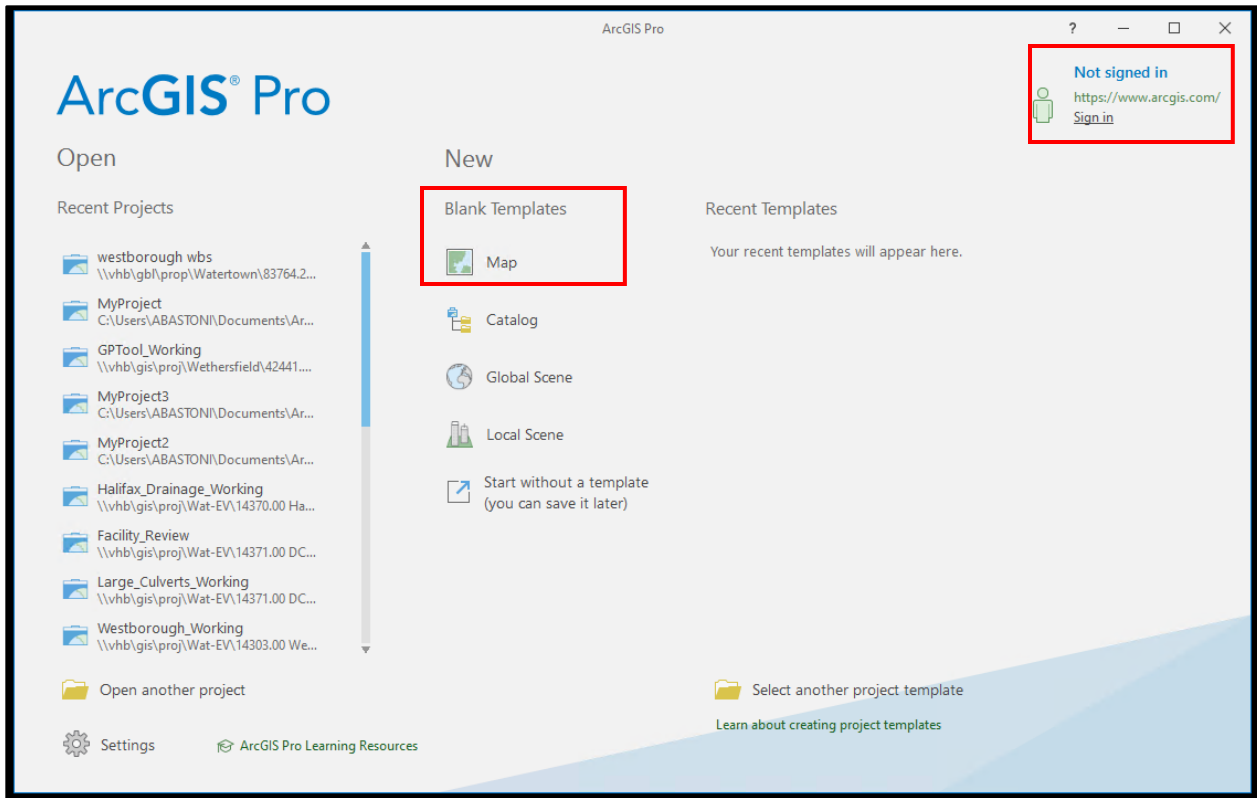 ArcGIS Pro
?
Not signed in
https://www.arcgis.com/
Sign in
ArcGIS® Pro
Open
Recent Projects
westborough wbs
\\vhb\gbl\prop\Watertown\83764.2...
MyProject
C:\Users\ABASTONI\Documents\Ar...
GPTool_Working
\\vhb\gis\proj\Wethersfield\42441....
MyProject3
C:\Users\ABASTONI\Documents\Ar...
MyProject2
C:\Users\ABASTONI\Documents\Ar...
Halifax_Drainage_Working
\\vhb\gis\proj\Wat-EV\14370.00 Ha...
Facility_Review
\\vhb\gis\proj\Wat-EV\14371.00 DC...
Large_Culverts_Working
\\vhb\gis\proj\Wat-EV\14371.00 DC...
Westborough_Working
\\vhb\gis\proj\Wat-EV\14303.00 We...
Open another project
Settings
ArcGIS Pro Learning Resources
New
Blank Templates
Map
Catalog
Global Scene
Local Scene
Start without a template
(you can save it later)
Recent Templates
Your recent templates will appear here.
Select another project template
Learn about creating project templates